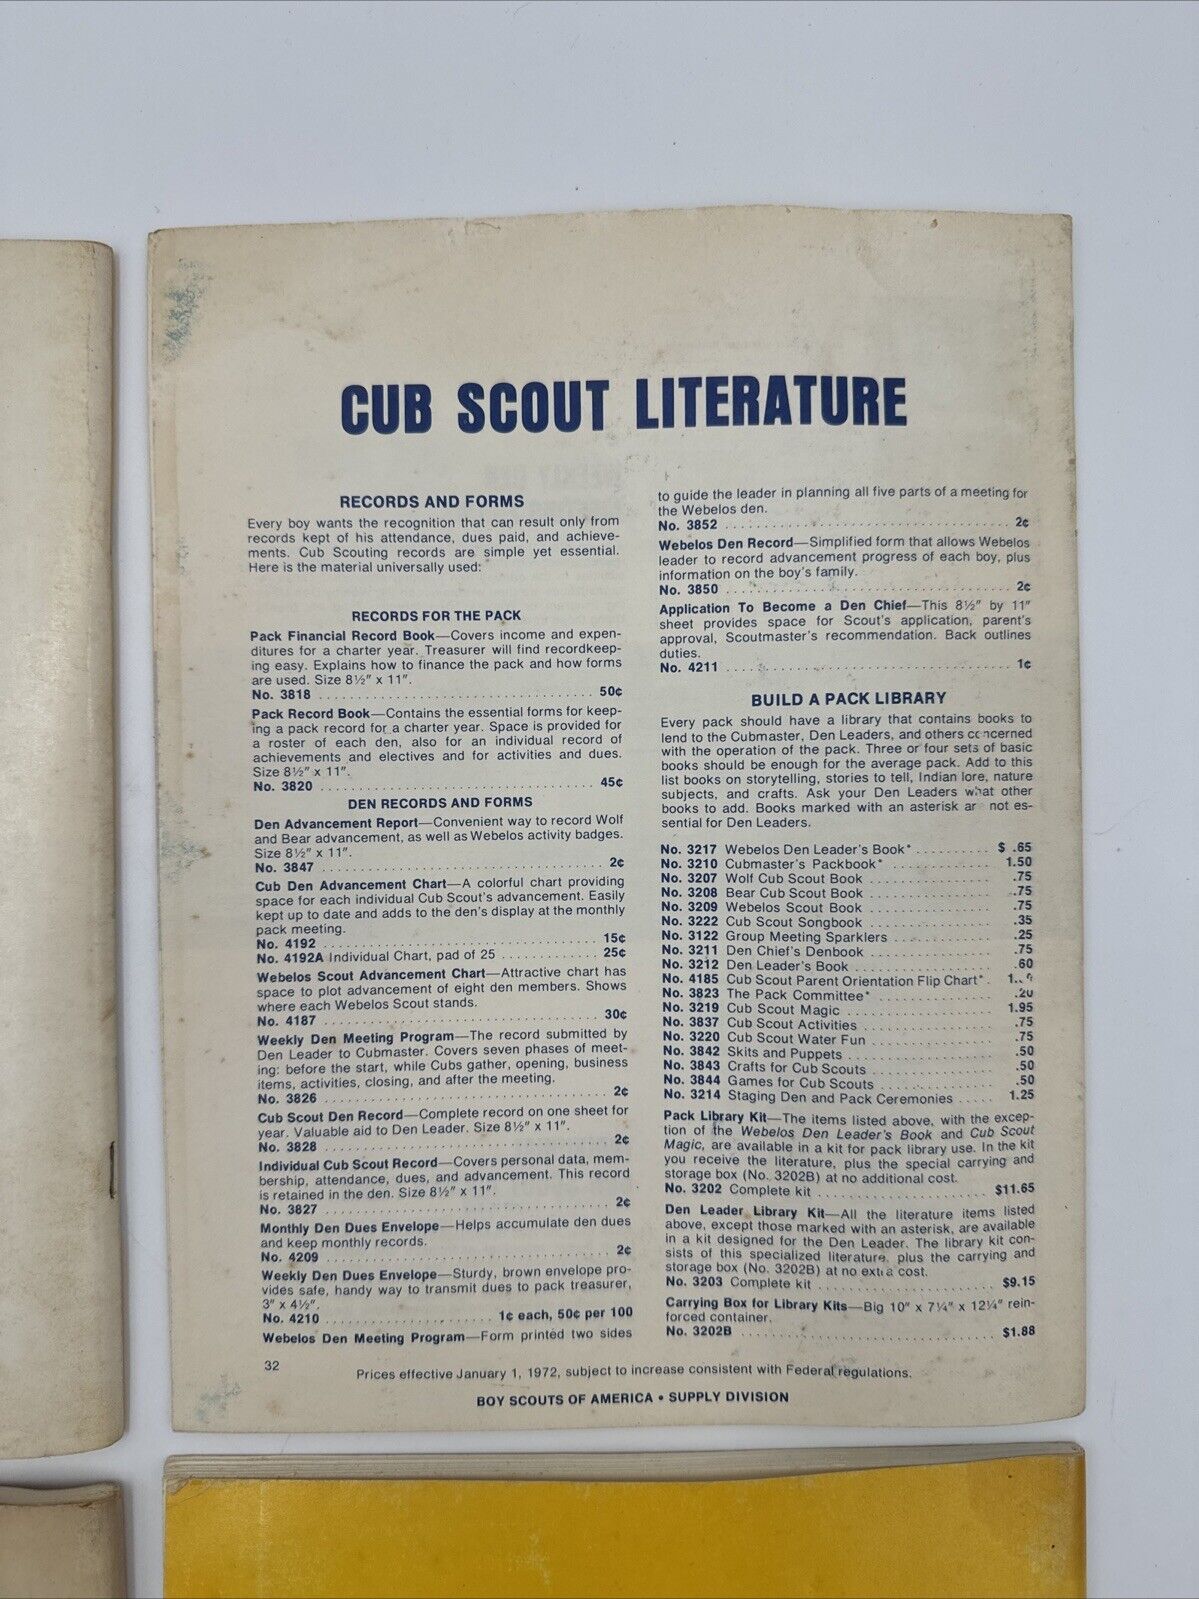 CUB SCOUT LITERATURE
RECORDS AND FORMS
Every boy wants the recognition that can result only from
records kept of his attendance, dues paid, and achieve-
ments. Cub Scouting records are simple yet essential.
Here is the material universally used:
RECORDS FOR THE PACK
Pack Financial Record Book—Covers income and expen-
ditures for a charter year. Treasurer will find recordkeep-
ing easy. Explains how to finance the pack and how forms
are used. Size 8½" x 11".
No. 3818 .......... 50¢
Pack Record Book—Contains the essential forms for keep-
ing a pack record for a charter year. Space is provided for
a roster of each den, also for an individual record of
achievements and electives and for activities and dues.
Size 8½" x 11".
No. 3820 .......... 45¢
DEN RECORDS AND FORMS
Den Advancement Report—Convenient way to record Wolf
and Bear advancement, as well as Webelos activity badges.
Size 8½" x 11".
No. 3847 .......... 2¢
Cub Den Advancement Chart—A colorful chart providing
space for each individual Cub Scout's advancement. Easily
kept up to date and adds to the den's display at the monthly
pack meeting.
No. 4192 .......... 15¢
No. 4192A Individual Chart, pad of 25 .......... 25¢
Webelos Scout Advancement Chart—Attractive chart has
space to plot advancement of eight den members. Shows
where each Webelos Scout stands.
No. 4187 .......... 30¢
Weekly Den Meeting Program—The record submitted by
Den Leader to Cubmaster. Covers seven phases of meet-
ing: before the start, while Cubs gather, opening, business
items, activities, closing, and after the meeting.
No. 3826 .......... 2¢
Cub Scout Den Record—Complete record on one sheet for
year. Valuable aid to Den Leader. Size 8½" x 11".
No. 3828 .......... 2¢
Individual Cub Scout Record—Covers personal data, mem-
bership, attendance, dues, and advancement. This record
is retained in the den. Size 8½" x 11".
No. 3827 .......... 2¢
Monthly Den Dues Envelope—Helps accumulate den dues
and keep monthly records.
No. 4209 .......... 2¢
Weekly Den Dues Envelope—Sturdy, brown envelope pro-
vides safe, handy way to transmit dues to pack treasurer,
3" x 4½".
No. 4210 .......... 1¢ each, 50¢ per 100
Webelos Den Meeting Program—Form printed two sides
to guide the leader in planning all five parts of a meeting for
the Webelos den.
No. 3852 .......... 2¢
Webelos Den Record—Simplified form that allows Webelos
leader to record advancement progress of each boy, plus
information on the boy's family.
No. 3850 .......... 2¢
Application To Become a Den Chief—This 8½" by 11"
sheet provides space for Scout's application, parent's
approval, Scoutmaster's recommendation. Back outlines
duties.
No. 4211 .......... 1¢
BUILD A PACK LIBRARY
Every pack should have a library that contains books to
lend to the Cubmaster, Den Leaders, and others concerned
with the operation of the pack. Three or four sets of basic
books should be enough for the average pack. Add to this
list books on storytelling, stories to tell, Indian lore, nature
subjects, and crafts. Ask your Den Leaders what other
books to add. Books marked with an asterisk are not es-
sential for Den Leaders.
No. 3217 Webelos Den Leader's Book* .......... $ .65
No. 3210 Cubmaster's Packbook* .......... 1.50
No. 3207 Wolf Cub Scout Book .......... .75
No. 3208 Bear Cub Scout Book .......... .75
No. 3209 Webelos Scout Book .......... .75
No. 3222 Cub Scout Songbook .......... .35
No. 3122 Group Meeting Sparklers .......... .25
No. 3211 Den Chief's Denbook .......... .75
No. 3212 Den Leader's Book .......... .60
No. 4185 Cub Scout Parent Orientation Flip Chart* .
No. 3823 The Pack Committee* .......... .20
No. 3219 Cub Scout Magic .......... 1.95
No. 3837 Cub Scout Activities .......... .75
No. 3220 Cub Scout Water Fun .......... .75
No. 3842 Skits and Puppets .......... .50
No. 3843 Crafts for Cub Scouts .......... .50
No. 3844 Games for Cub Scouts .......... .50
No. 3214 Staging Den and Pack Ceremonies ..... 1.25
Pack Library Kit—The items listed above, with the excep-
tion of the Webelos Den Leader's Book and Cub Scout
Magic, are available in a kit for pack library use. In the kit
you receive the literature, plus the special carrying and
storage box (No. 3202B) at no additional cost.
No. 3202 Complete kit .......... $11.65
Den Leader Library Kit—All the literature items listed
above, except those marked with an asterisk, are available
in a kit designed for the Den Leader. The library kit con-
sists of this specialized literature, plus the carrying and
storage box (No. 3202B) at no extra cost.
No. 3203 Complete kit .......... $9.15
Carrying Box for Library Kits—Big 10" x 7¼" x 12¼" rein-
forced container.
No. 3202B .......... $1.88
32
Prices effective January 1, 1972, subject to increase consistent with Federal regulations.
BOY SCOUTS OF AMERICA • SUPPLY DIVISION